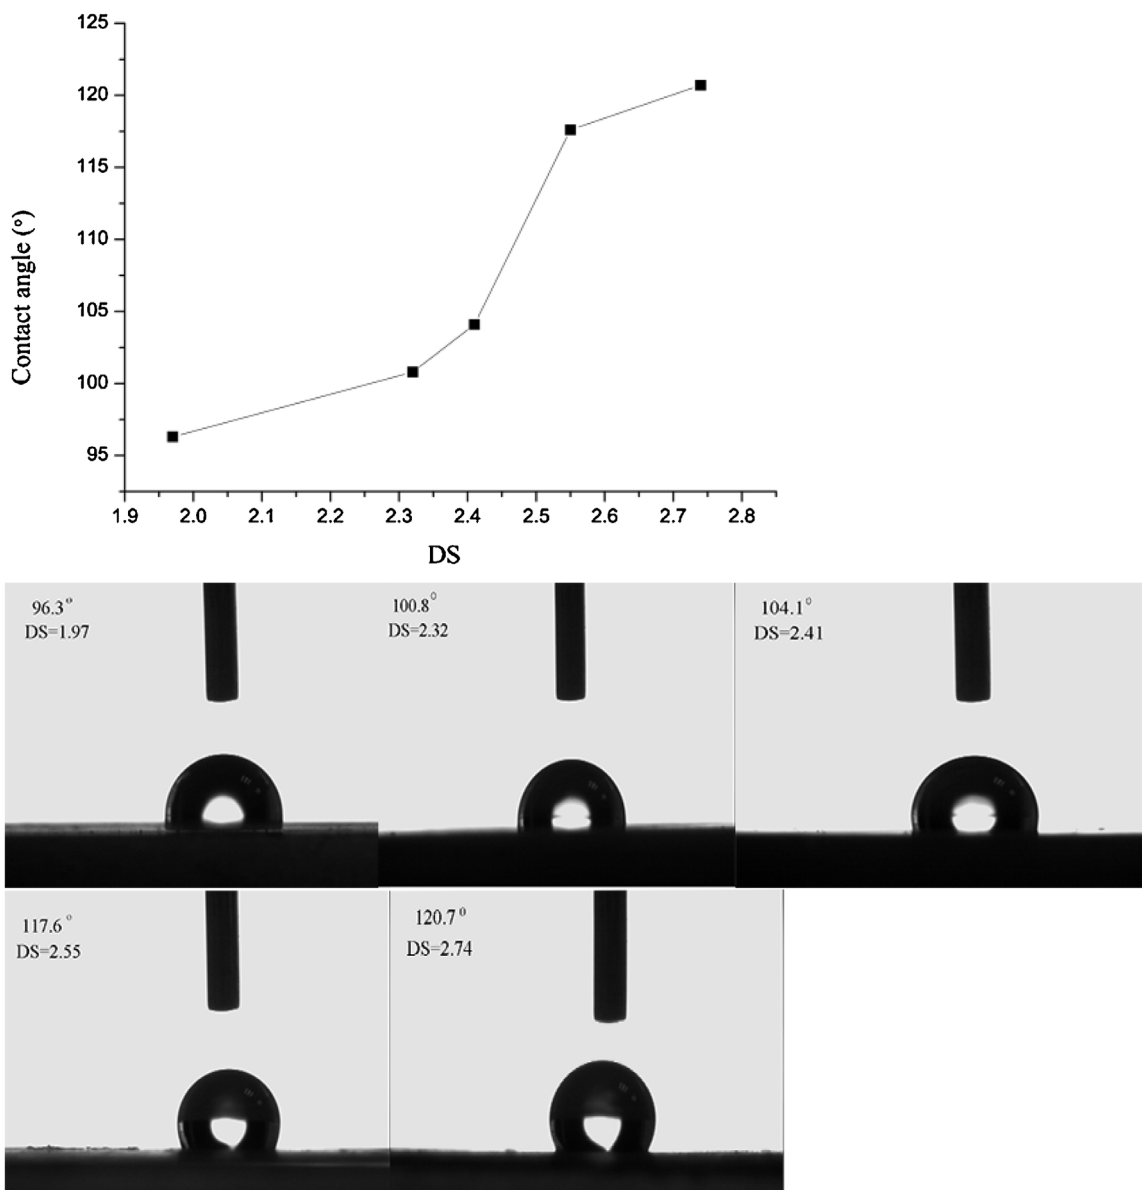 125
120
115
110
105
100
95
Contact angle (°)
1.9 2.0 2.1 2.2 2.3 2.4 2.5 2.6 2.7 2.8
DS
96.3°
DS=1.97
100.8°
DS=2.32
104.1°
DS=2.41
117.6°
DS=2.55
120.7°
DS=2.74